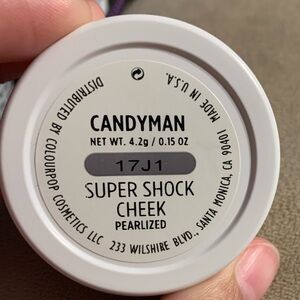 CANDYMAN
NET WT. 4.2g / 0.15 OZ
17J1
SUPER SHOCK
CHEEK
PEARLIZED
DISTRIBUTED BY COLOURPOP COSMETICS LLC 233 WILSHIRE BLVD., SANTA MONICA, CA 90401 MADE IN U.S.A.